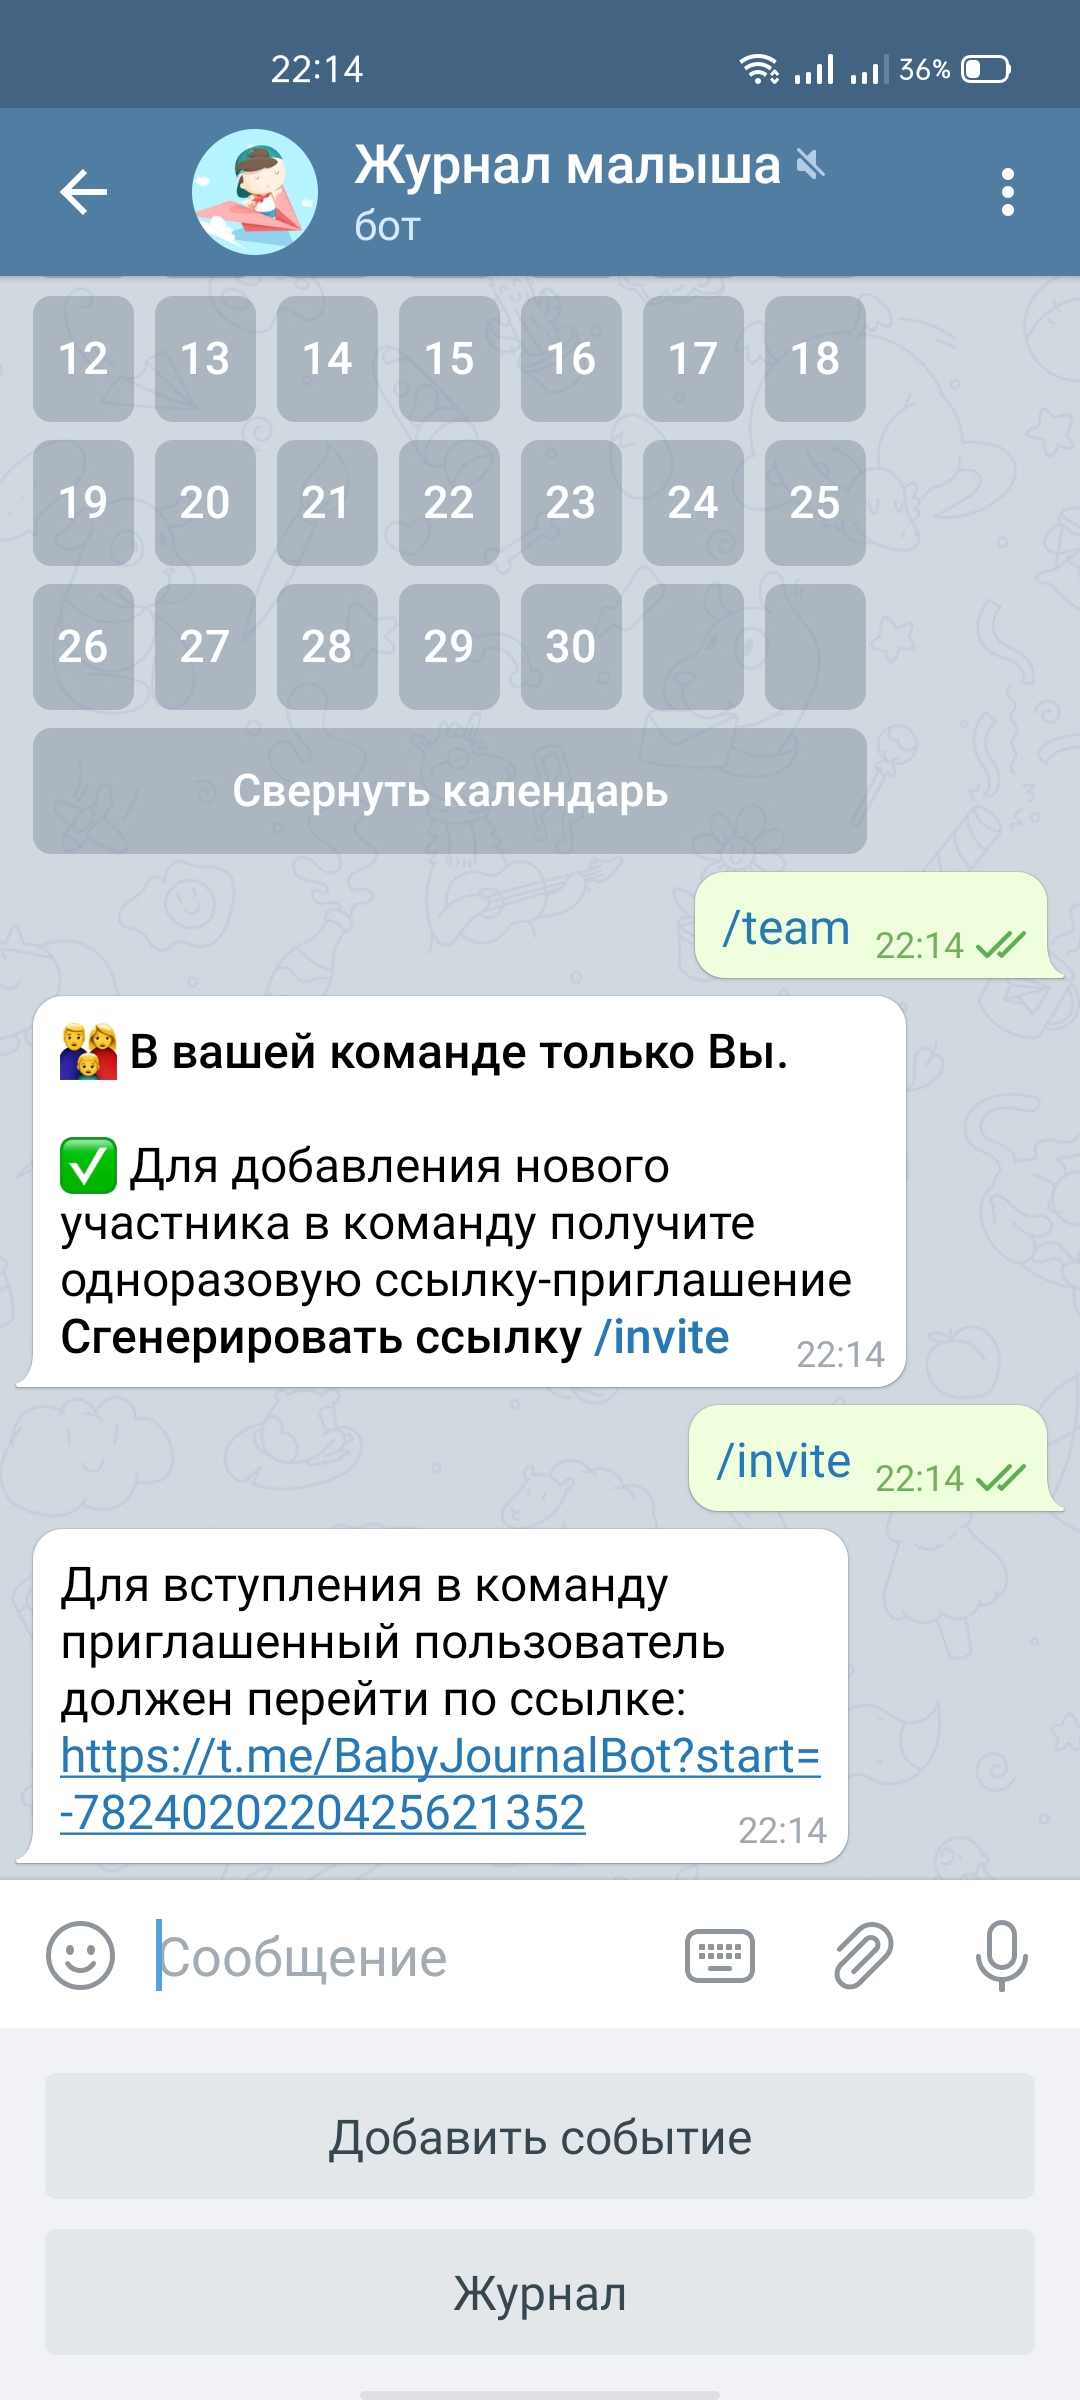 22:14
36%
Журнал малыша
бот
12 13 14 15 16 17 18
19 20 21 22 23 24 25
26 27 28 29 30
Свернуть календарь
/team 22:14
В вашей команде только Вы.
Для добавления нового
участника в команду получите
одноразовую ссылку-приглашение
Сгенерировать ссылку /invite
22:14
/invite 22:14
Для вступления в команду
приглашенный пользователь
должен перейти по ссылке:
https://t.me/BabyJournalBot?start=
-78240202220425621352
22:14
Сообщение
Добавить событие
Журнал